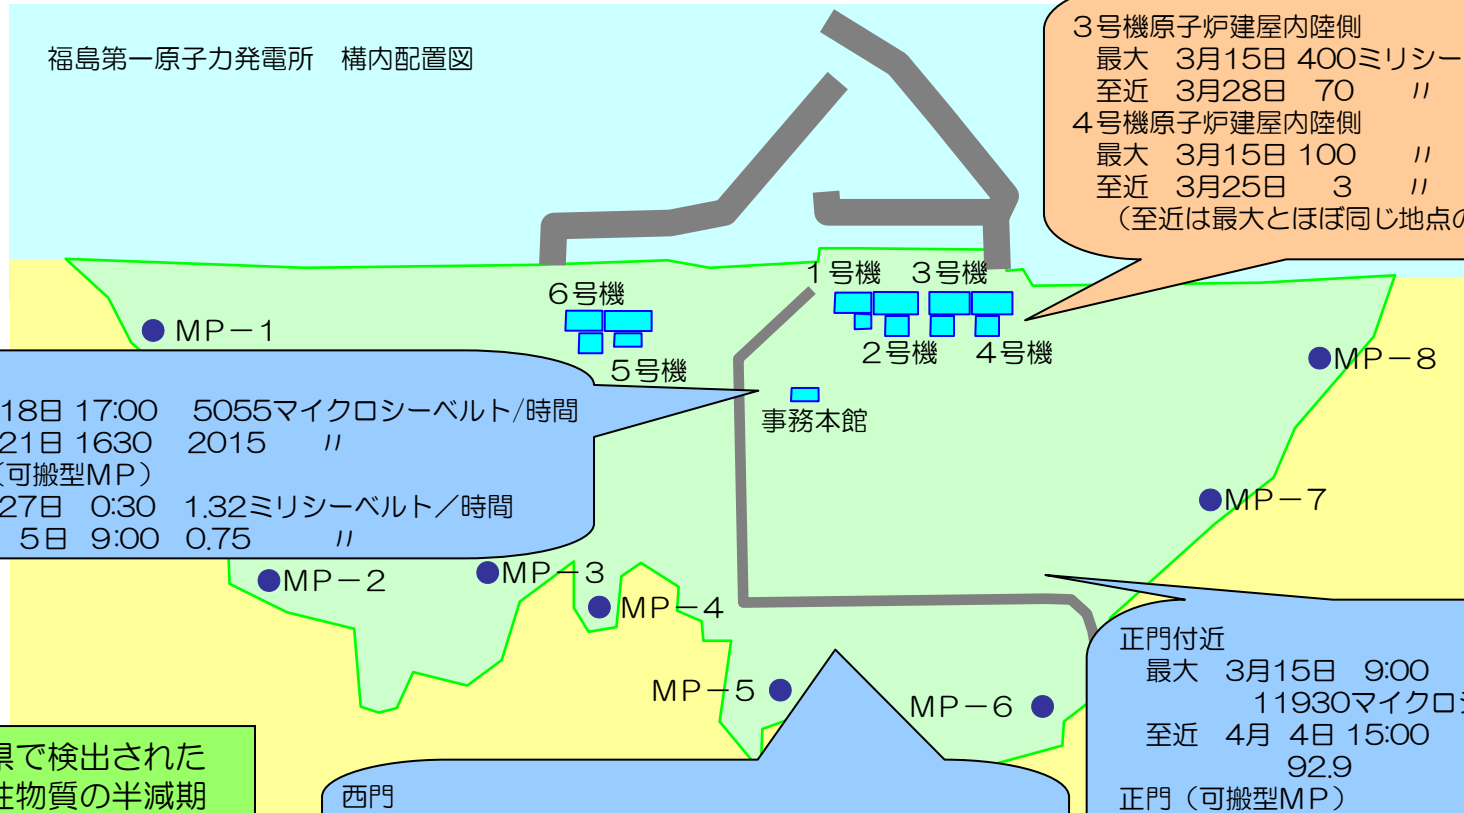 福島第一原子力発電所　構内配置図
３号機原子炉建屋内陸側
最大　３月１５日 ４００ミリシー
至近　３月２８日　７０　　〃
４号機原子炉建屋内陸側
最大　３月１５日 １００　　〃
至近　３月２５日　　３　　〃
（至近は最大とほぼ同じ地点の
１号機　３号機
６号機
２号機　４号機
５号機
事務本館
ＭＰ－１
ＭＰ－８
18日 17:00　5055マイクロシーベルト/時間
21日 1630　2015　　〃
（可搬型ＭＰ）
27日　0:30　1.32ミリシーベルト／時間
5日　9:00　0.75　　〃
ＭＰ－７
ＭＰ－２
ＭＰ－３
ＭＰ－４
ＭＰ－５
ＭＰ－６
正門付近
最大　３月１５日　9:00
11930マイクロシ
至近　４月　４日 15:00
92.9
正門（可搬型ＭＰ）
県で検出された
性物質の半減期
西門